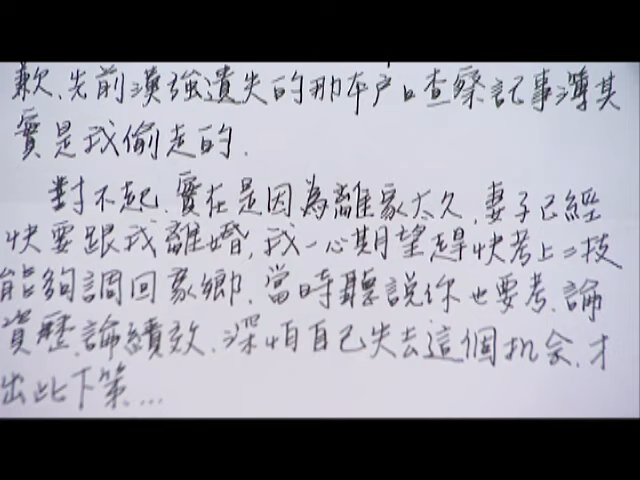 歉、先前漢強遺失的那本戶口查察記事簿其
實是我偷走的.
對不起、實在是因為離家太久、妻子已經
快要跟我離婚, 我一心期望趕快考上二技
能夠調回家鄉、當時聽說你也要考、論
資歷、論績效、深怕自己失去這個机会、才
出此下策....